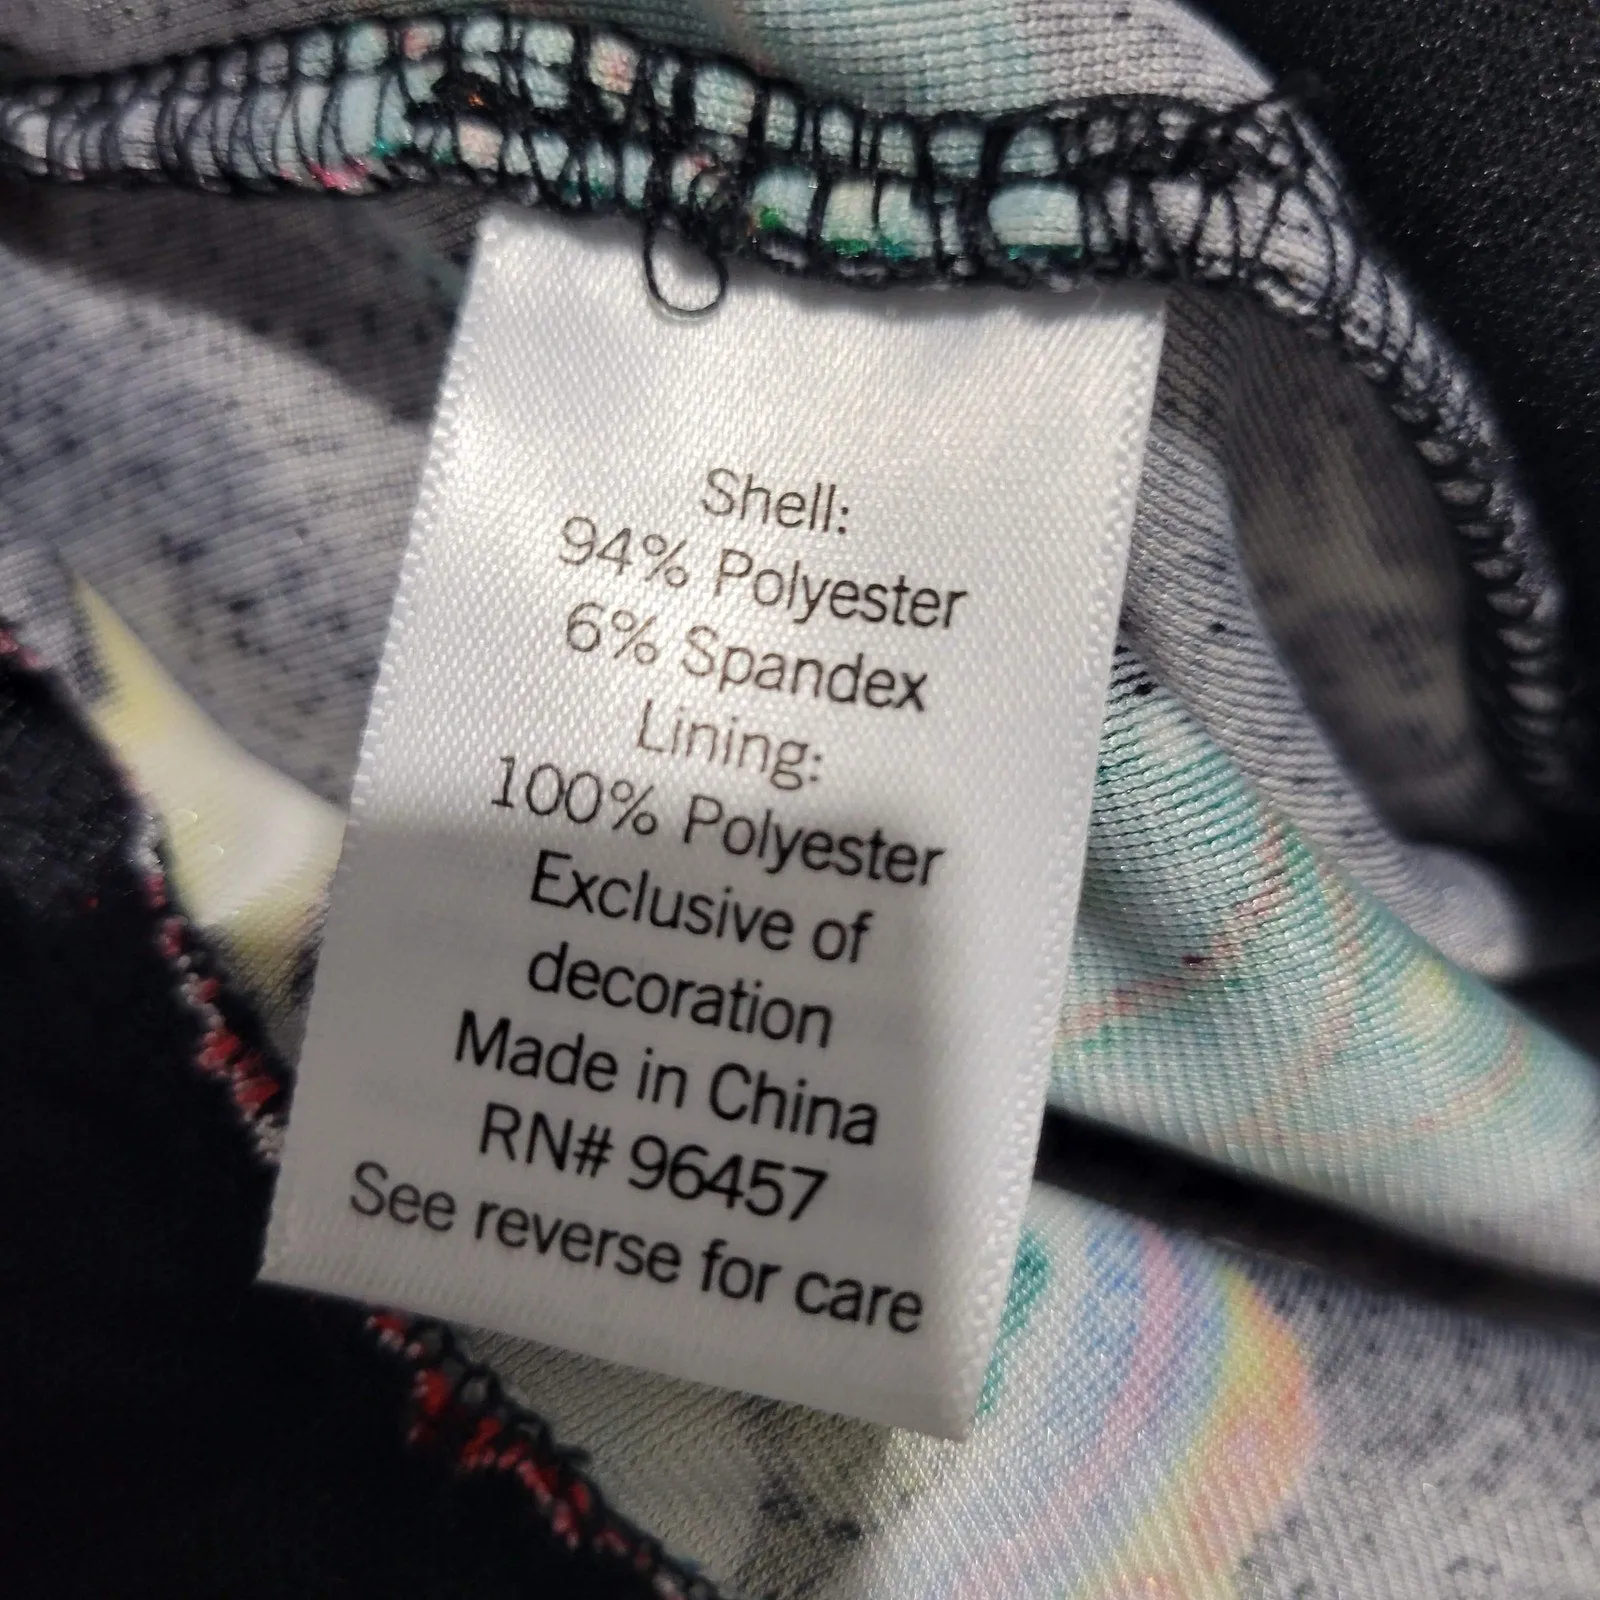 Shell:
94% Polyester
6% Spandex
Lining:
100% Polyester
Exclusive of
decoration
Made in China
RN# 96457
See reverse for care